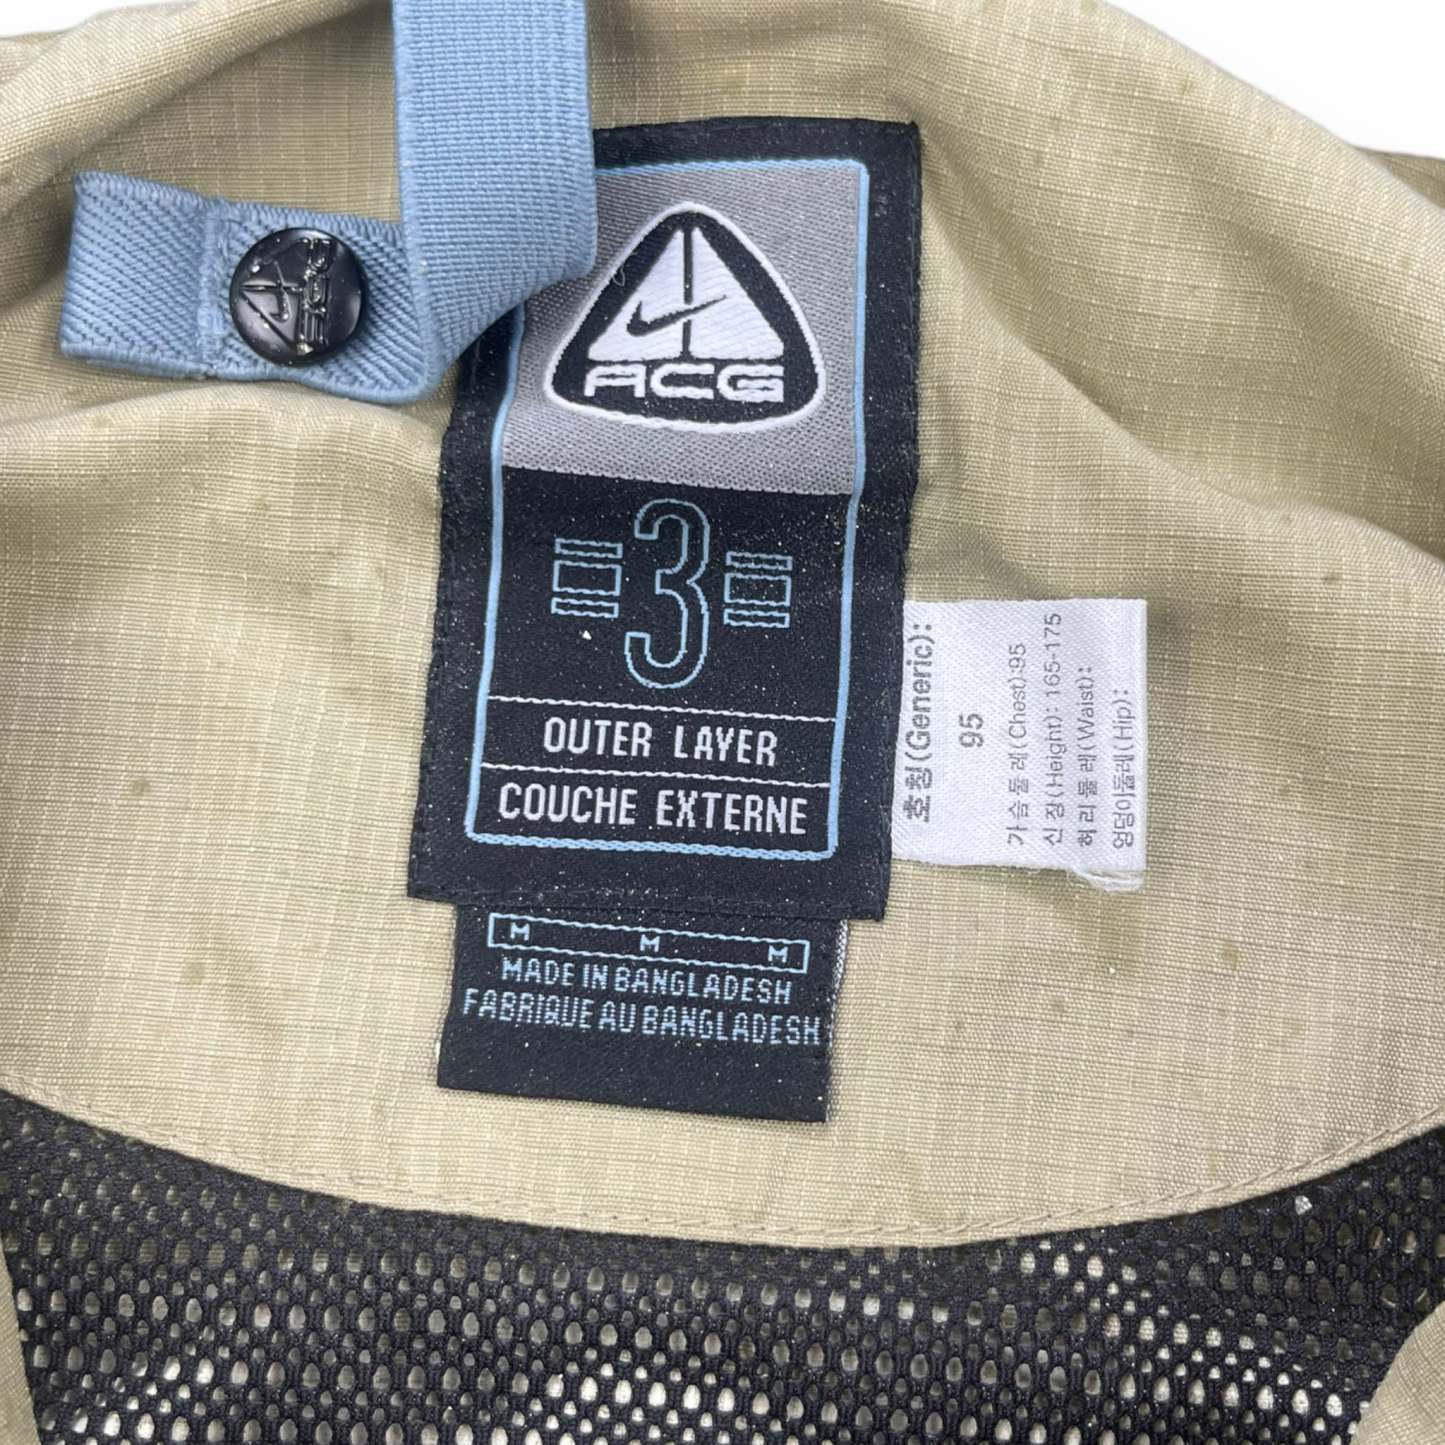 ACG
ACG
3
OUTER LAYER
COUCHE EXTERNE
M M M
MADE IN BANGLADESH
FABRIQUE AU BANGLADESH
호칭(Generic):
95
가슴둘레(Chest):95
신장(Height): 165-175
허리둘레(Waist):
엉덩이둘레(Hip):